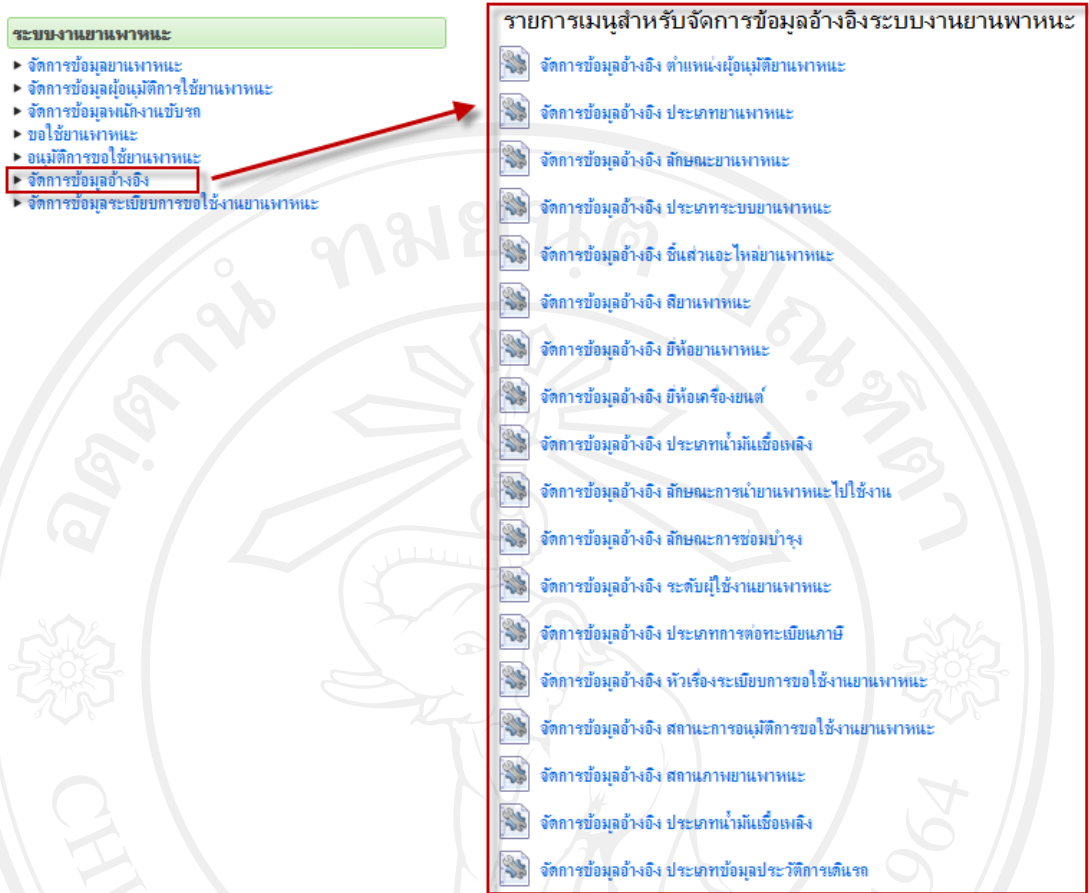 ระบบงานยานพาหนะ
จัดการข้อมูลยานพาหนะ
จัดการข้อมูลผู้อนุมัติการใช้ยานพาหนะ
จัดการข้อมูลพนักงานขับรถ
ขอใช้ยานพาหนะ
อนุมัติการขอใช้ยานพาหนะ
จัดการข้อมูลอ้างอิง
จัดการข้อมูลระเบียบการขอใช้งานยานพาหนะ
รายการเมนูสำหรับจัดการข้อมูลอ้างอิงระบบงานยานพาหนะ
จัดการข้อมูลอ้างอิง ตำแหน่งผู้อนุมัติยานพาหนะ
จัดการข้อมูลอ้างอิง ประเภทยานพาหนะ
จัดการข้อมูลอ้างอิง ลักษณะยานพาหนะ
จัดการข้อมูลอ้างอิง ประเภทระบบยานพาหนะ
จัดการข้อมูลอ้างอิง ชิ้นส่วนอะไหล่ยานพาหนะ
จัดการข้อมูลอ้างอิง สียานพาหนะ
จัดการข้อมูลอ้างอิง ยี่ห้อยานพาหนะ
จัดการข้อมูลอ้างอิง ยี่ห้อเครื่องยนต์
จัดการข้อมูลอ้างอิง ประเภทน้ำมันเชื่อเพลิง
จัดการข้อมูลอ้างอิง ลักษณะการนำยานพาหนะไปใช้งาน
จัดการข้อมูลอ้างอิง ลักษณะการซ่อมบำรุง
จัดการข้อมูลอ้างอิง ระดับผู้ใช้งานยานพาหนะ
จัดการข้อมูลอ้างอิง ประเภทการต่อทะเบียนภาษี
จัดการข้อมูลอ้างอิง หัวเรื่องระเบียบการขอใช้งานยานพาหนะ
จัดการข้อมูลอ้างอิง สถานะการอนุมัติการขอใช้งานยานพาหนะ
จัดการข้อมูลอ้างอิง สถานภาพยานพาหนะ
จัดการข้อมูลอ้างอิง ประเภทน้ำมันเชื่อเพลิง
จัดการข้อมูลอ้างอิง ประเภทข้อมูลประวัติการเดินรถ
อตฺตานํ ทมยนฺติ ปณฺฑิตา
CHI
1964